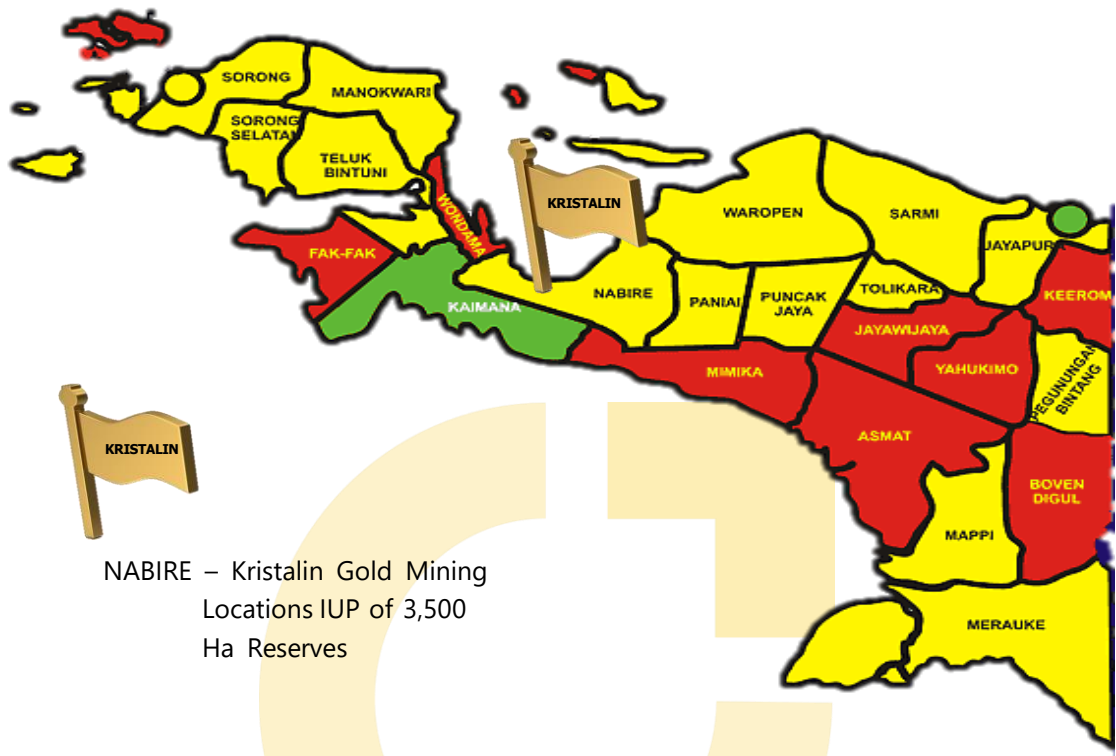 SORONG
MANOKWARI
SORONG
SELATAN
TELUK
BINTUNI
WONDAMA
KRISTALIN
FAK-FAK
KAIMANA
NABIRE
PANIAI
PUNCAK
JAYA
WAROPEN
SARMI
JAYAPURA
TOLIKARA
KEEROM
JAYAWIJAYA
YAHUKIMO
PEGUNUNGAN
BINTANG
MIMIKA
ASMAT
BOVEN
DIGUL
MAPPI
MERAUKE
KRISTALIN
NABIRE – Kristalin Gold Mining
Locations IUP of 3,500
Ha Reserves